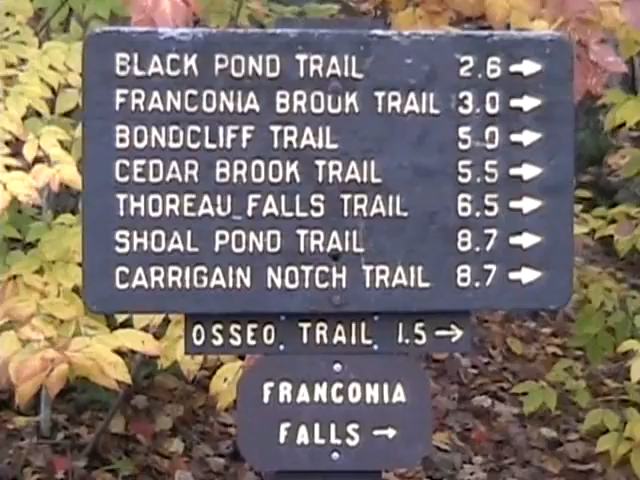 BLACK POND TRAIL 2.6 →
FRANCONIA BROOK TRAIL 3.0 →
BONDCLIFF TRAIL 5.0 →
CEDAR BROOK TRAIL 5.5 →
THOREAU FALLS TRAIL 6.5 →
SHOAL POND TRAIL 8.7 →
CARRIGAIN NOTCH TRAIL 8.7 →
OSSEO TRAIL 1.5 →
FRANCONIA
FALLS →